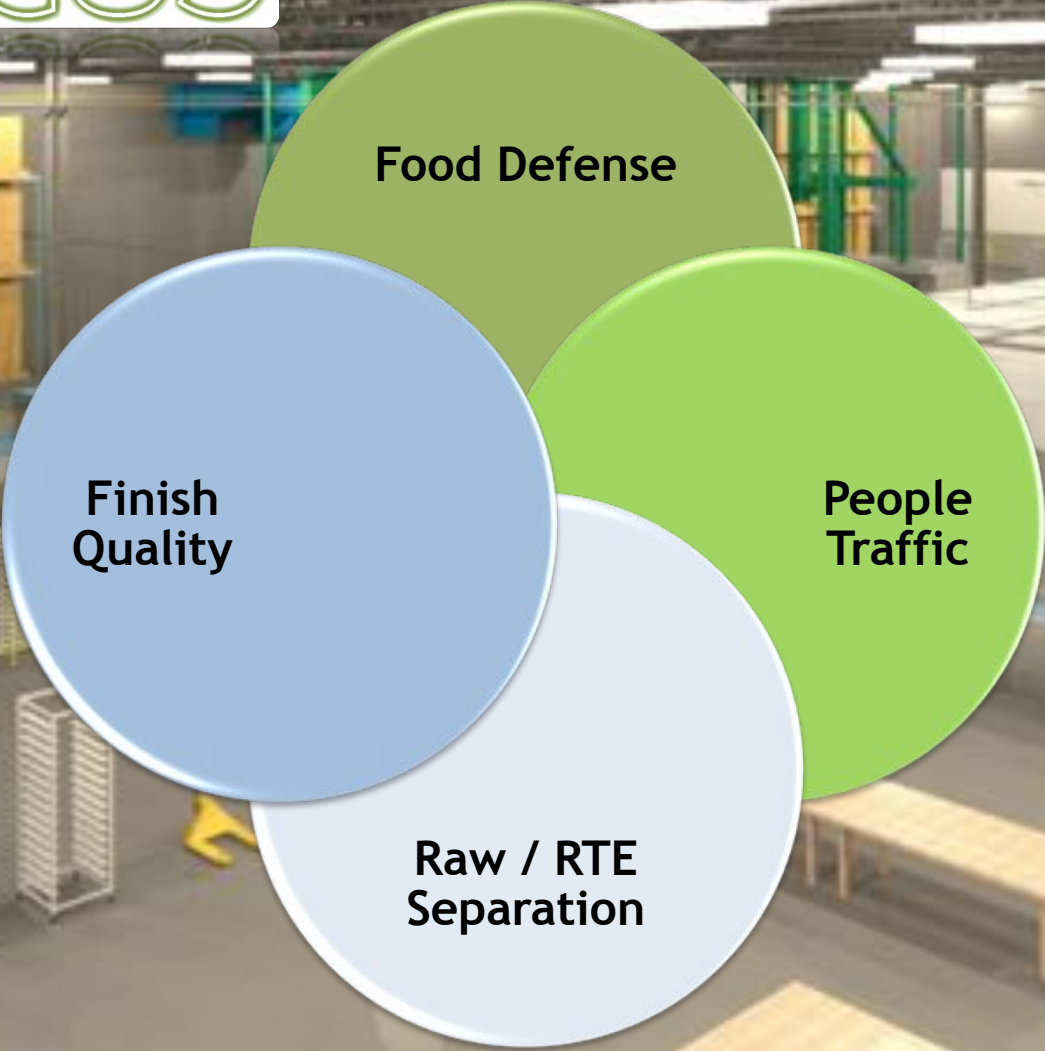 Food Defense
Finish
Quality
People
Traffic
Raw / RTE
Separation